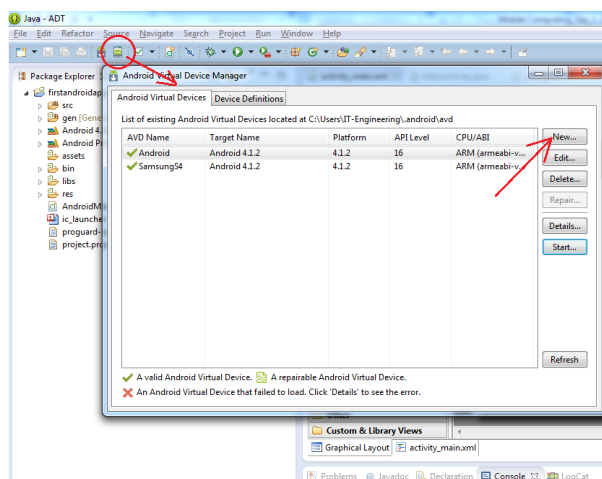 Java - ADT
File Edit Refactor Source Navigate Search Project Run Window Help
Package Explorer
Android Virtual Device Manager
activity_main.xml
firstandroidap
src
gen [Gene
Android 4.
Android Pr
assets
bin
libs
res
AndroidM
ic_launche
proguard-
project.pro
Android Virtual Devices Device Definitions
List of existing Android Virtual Devices located at C:\Users\IT-Engineering\.android\avd
AVD Name Target Name Platform API Level CPU/ABI
Android Android 4.1.2 4.1.2 16 ARM (armeabi-v...
SamsungS4 Android 4.1.2 4.1.2 16 ARM (armeabi-v...
New...
Edit...
Delete...
Repair...
Details...
Start...
Refresh
A valid Android Virtual Device. A repairable Android Virtual Device.
An Android Virtual Device that failed to load. Click 'Details' to see the error.
Custom & Library Views
Graphical Layout activity_main.xml
Problems @ Javadoc Declaration Console LogCat